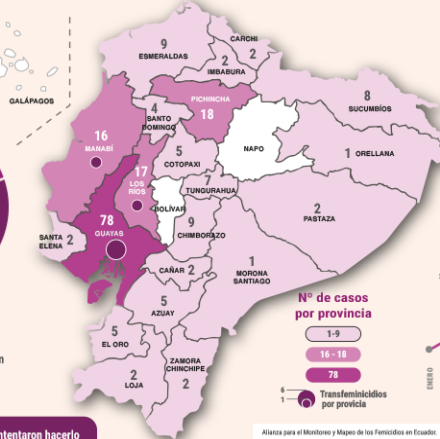 9
ESMERALDAS
CARCHI
2
2
IMBABURA
GALÁPAGOS
PICHINCHA
18
8
SUCUMBÍOS
4
SANTO
DOMINGO
16
MANABÍ
NAPO
1 ORELLANA
5
COTOPAXI
17
LOS
RÍOS
7
TUNGURAHUA
BOLÍVAR
2
PASTAZA
78
GUAYAS
9
CHIMBORAZO
SANTA
ELENA 2
CAÑAR 2
1
MORONA
SANTIAGO
5
AZUAY
5
EL ORO
2
LOJA
ZAMORA
CHINCHIPE
2
Nº de casos
por provincia
1-9
16 - 18
78
6
1
Transfeminicidios
por provicia
ENERO
n
ntentaron hacerlo
Alianza para el Monitoreo y Mapeo de los Femicidios en Ecuador.